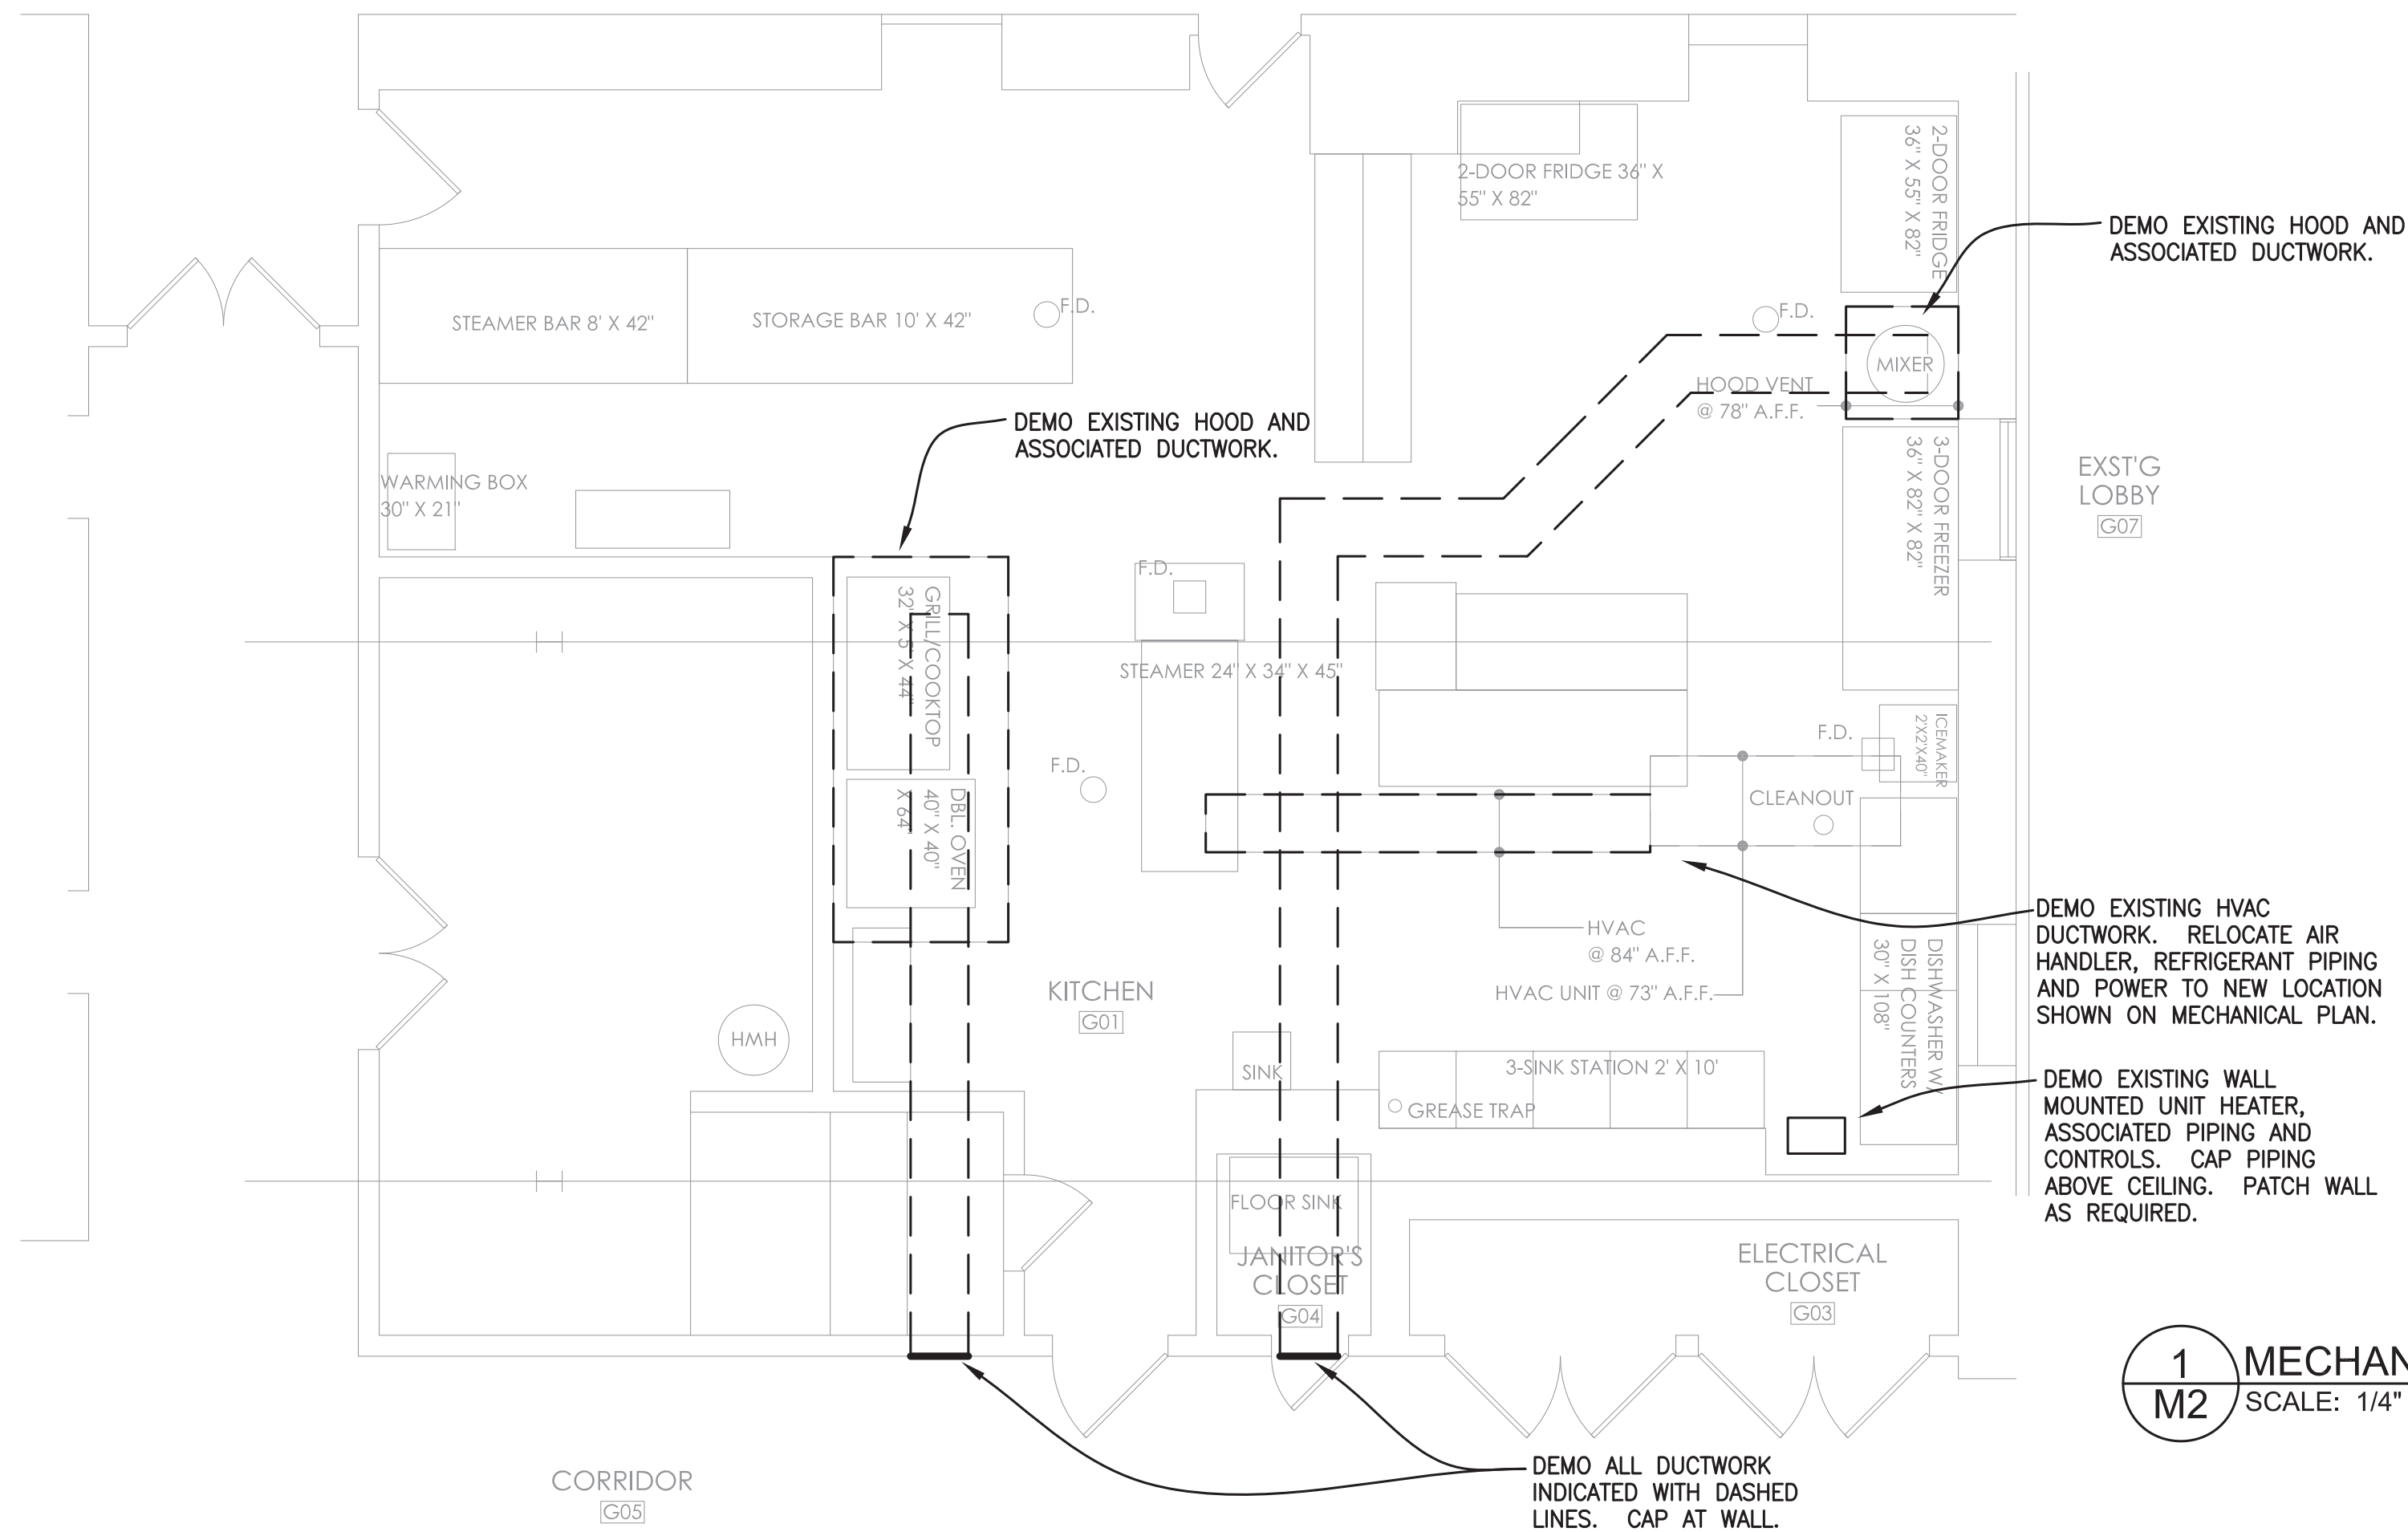 2-DOOR FRIDGE 36" X
55" X 82"
2-DOOR FRIDGE
36" X 55" X 82"
DEMO EXISTING HOOD AND
ASSOCIATED DUCTWORK.
STEAMER BAR 8' X 42"
STORAGE BAR 10' X 42"
F.D.
F.D.
MIXER
HOOD VENT
@ 78" A.F.F.
DEMO EXISTING HOOD AND
ASSOCIATED DUCTWORK.
WARMING BOX
30" X 21"
3-DOOR FREEZER
36" X 82" X 82"
EXST'G
LOBBY
G07
F.D.
GRILL/COOKTOP
32" X 5' X 44"
STEAMER 24" X 34" X 45"
F.D.
F.D.
ICEMAKER
2'X2'X40"
DBL. OVEN
40" X 40"
X 64"
CLEANOUT
HVAC
@ 84" A.F.F.
HVAC UNIT @ 73" A.F.F.
DEMO EXISTING HVAC
DUCTWORK. RELOCATE AIR
HANDLER, REFRIGERANT PIPING
AND POWER TO NEW LOCATION
SHOWN ON MECHANICAL PLAN.
DISHWASHER W/
DISH COUNTERS
30" X 108"
KITCHEN
G01
HMH
SINK
3-SINK STATION 2' X 10'
GREASE TRAP
DEMO EXISTING WALL
MOUNTED UNIT HEATER,
ASSOCIATED PIPING AND
CONTROLS. CAP PIPING
ABOVE CEILING. PATCH WALL
AS REQUIRED.
FLOOR SINK
JANITOR'S
CLOSET
G04
ELECTRICAL
CLOSET
G03
1
M2
MECHAN
SCALE: 1/4"
CORRIDOR
G05
DEMO ALL DUCTWORK
INDICATED WITH DASHED
LINES. CAP AT WALL.